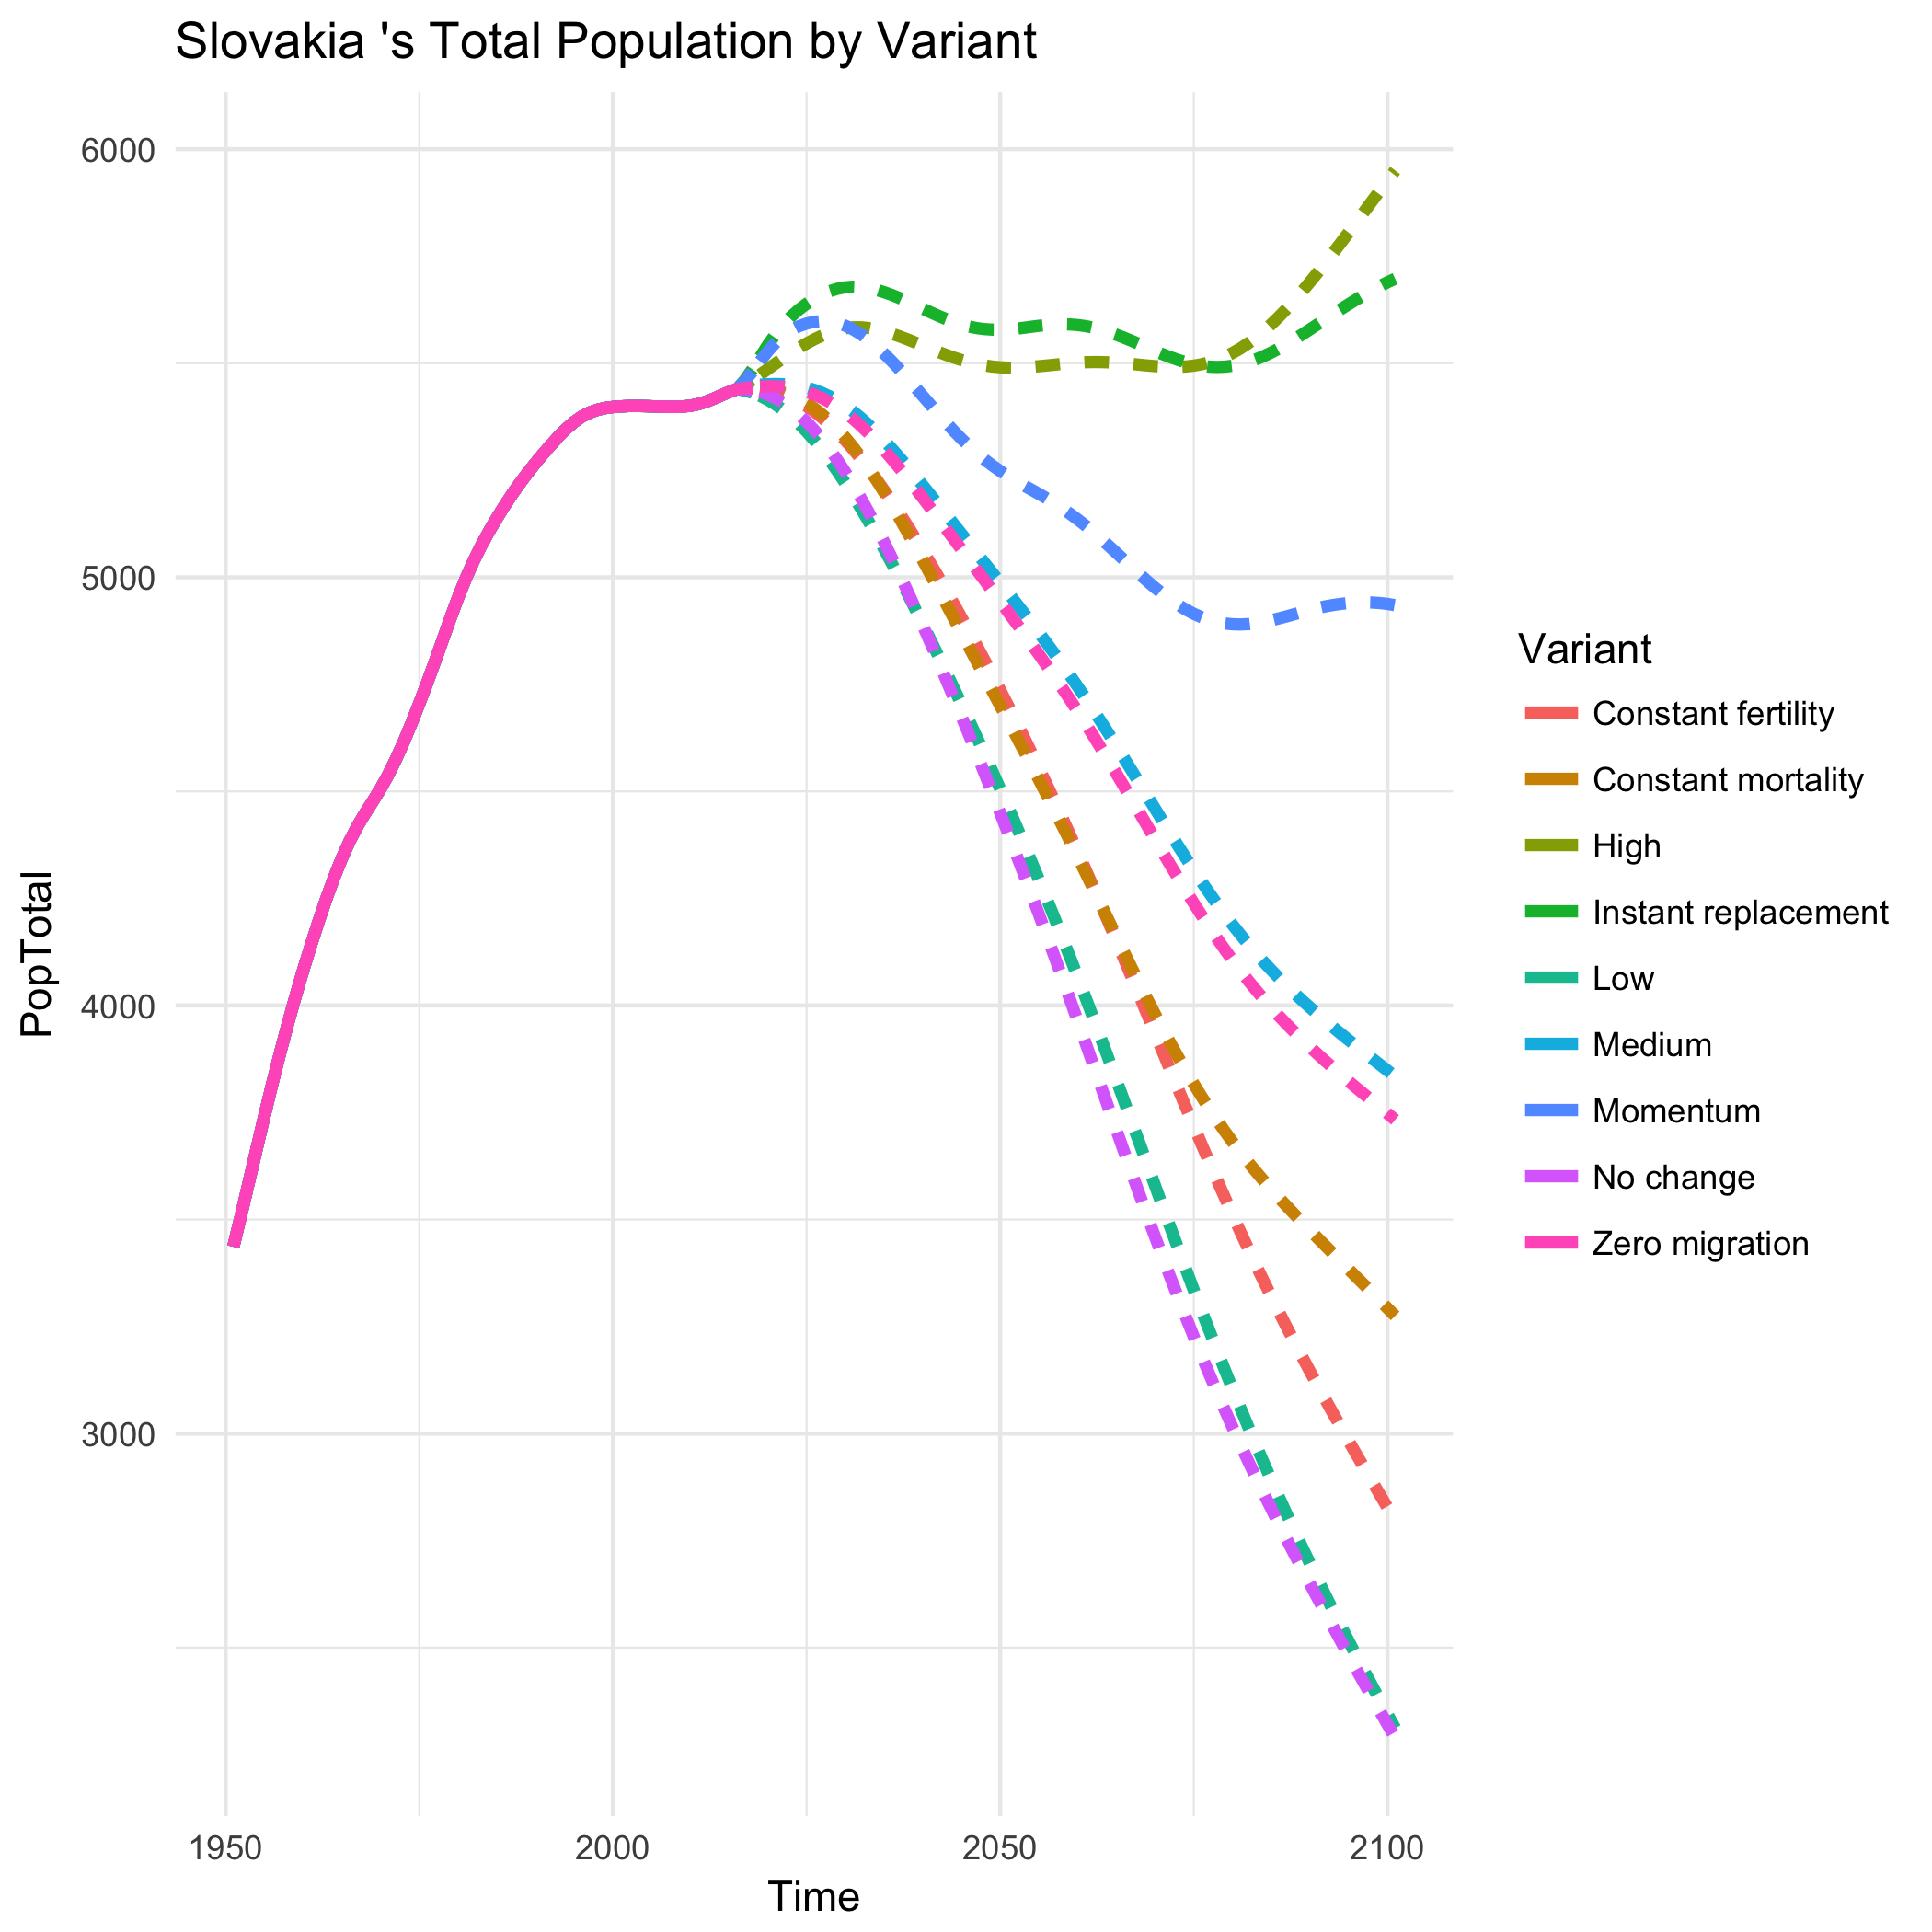 Slovakia 's Total Population by Variant
6000
5000
4000
3000
PopTotal
1950 2000 2050 2100
Time
Variant
Constant fertility
Constant mortality
High
Instant replacement
Low
Medium
Momentum
No change
Zero migration